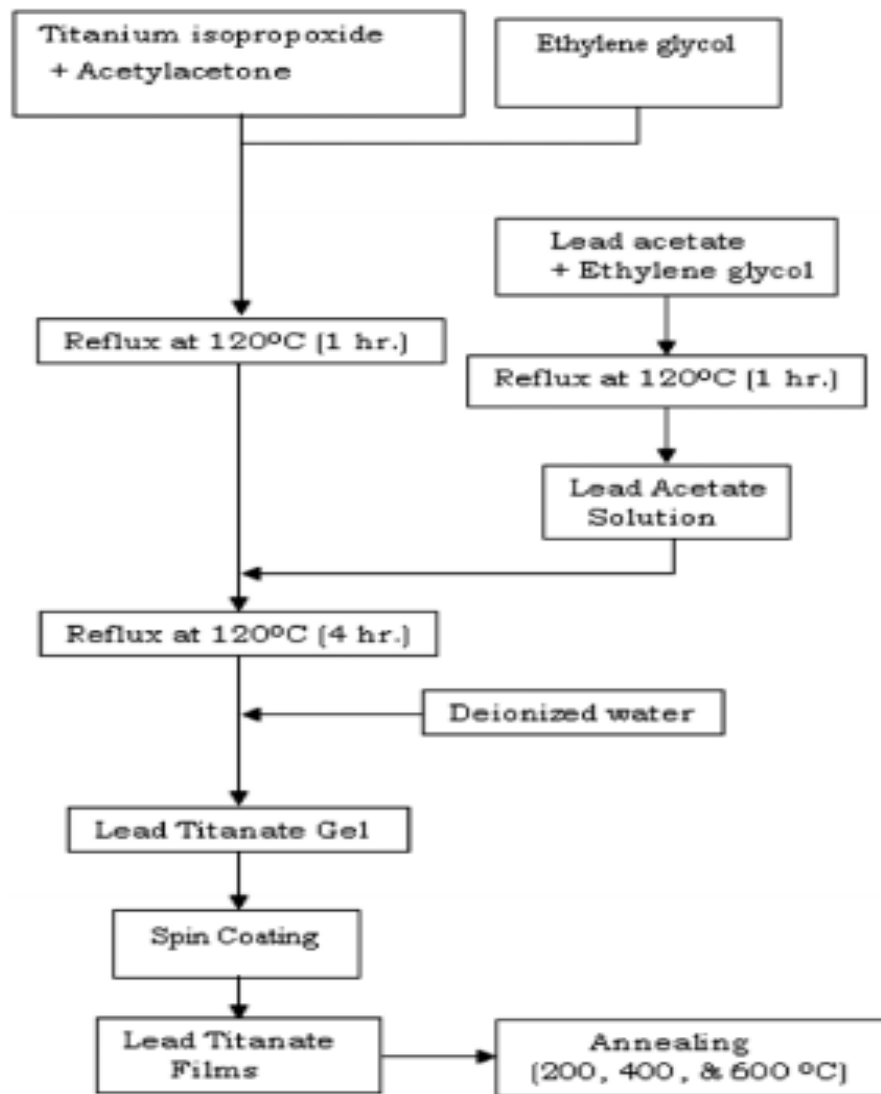 Titanium isopropoxide
+ Acetylacetone
Ethylene glycol
Lead acetate
+ Ethylene glycol
Reflux at 120ºC (1 hr.)
Reflux at 120ºC (1 hr.)
Lead Acetate
Solution
Reflux at 120ºC (4 hr.)
Deionized water
Lead Titanate Gel
Spin Coating
Lead Titanate
Films
Annealing
(200, 400, & 600 ºC)